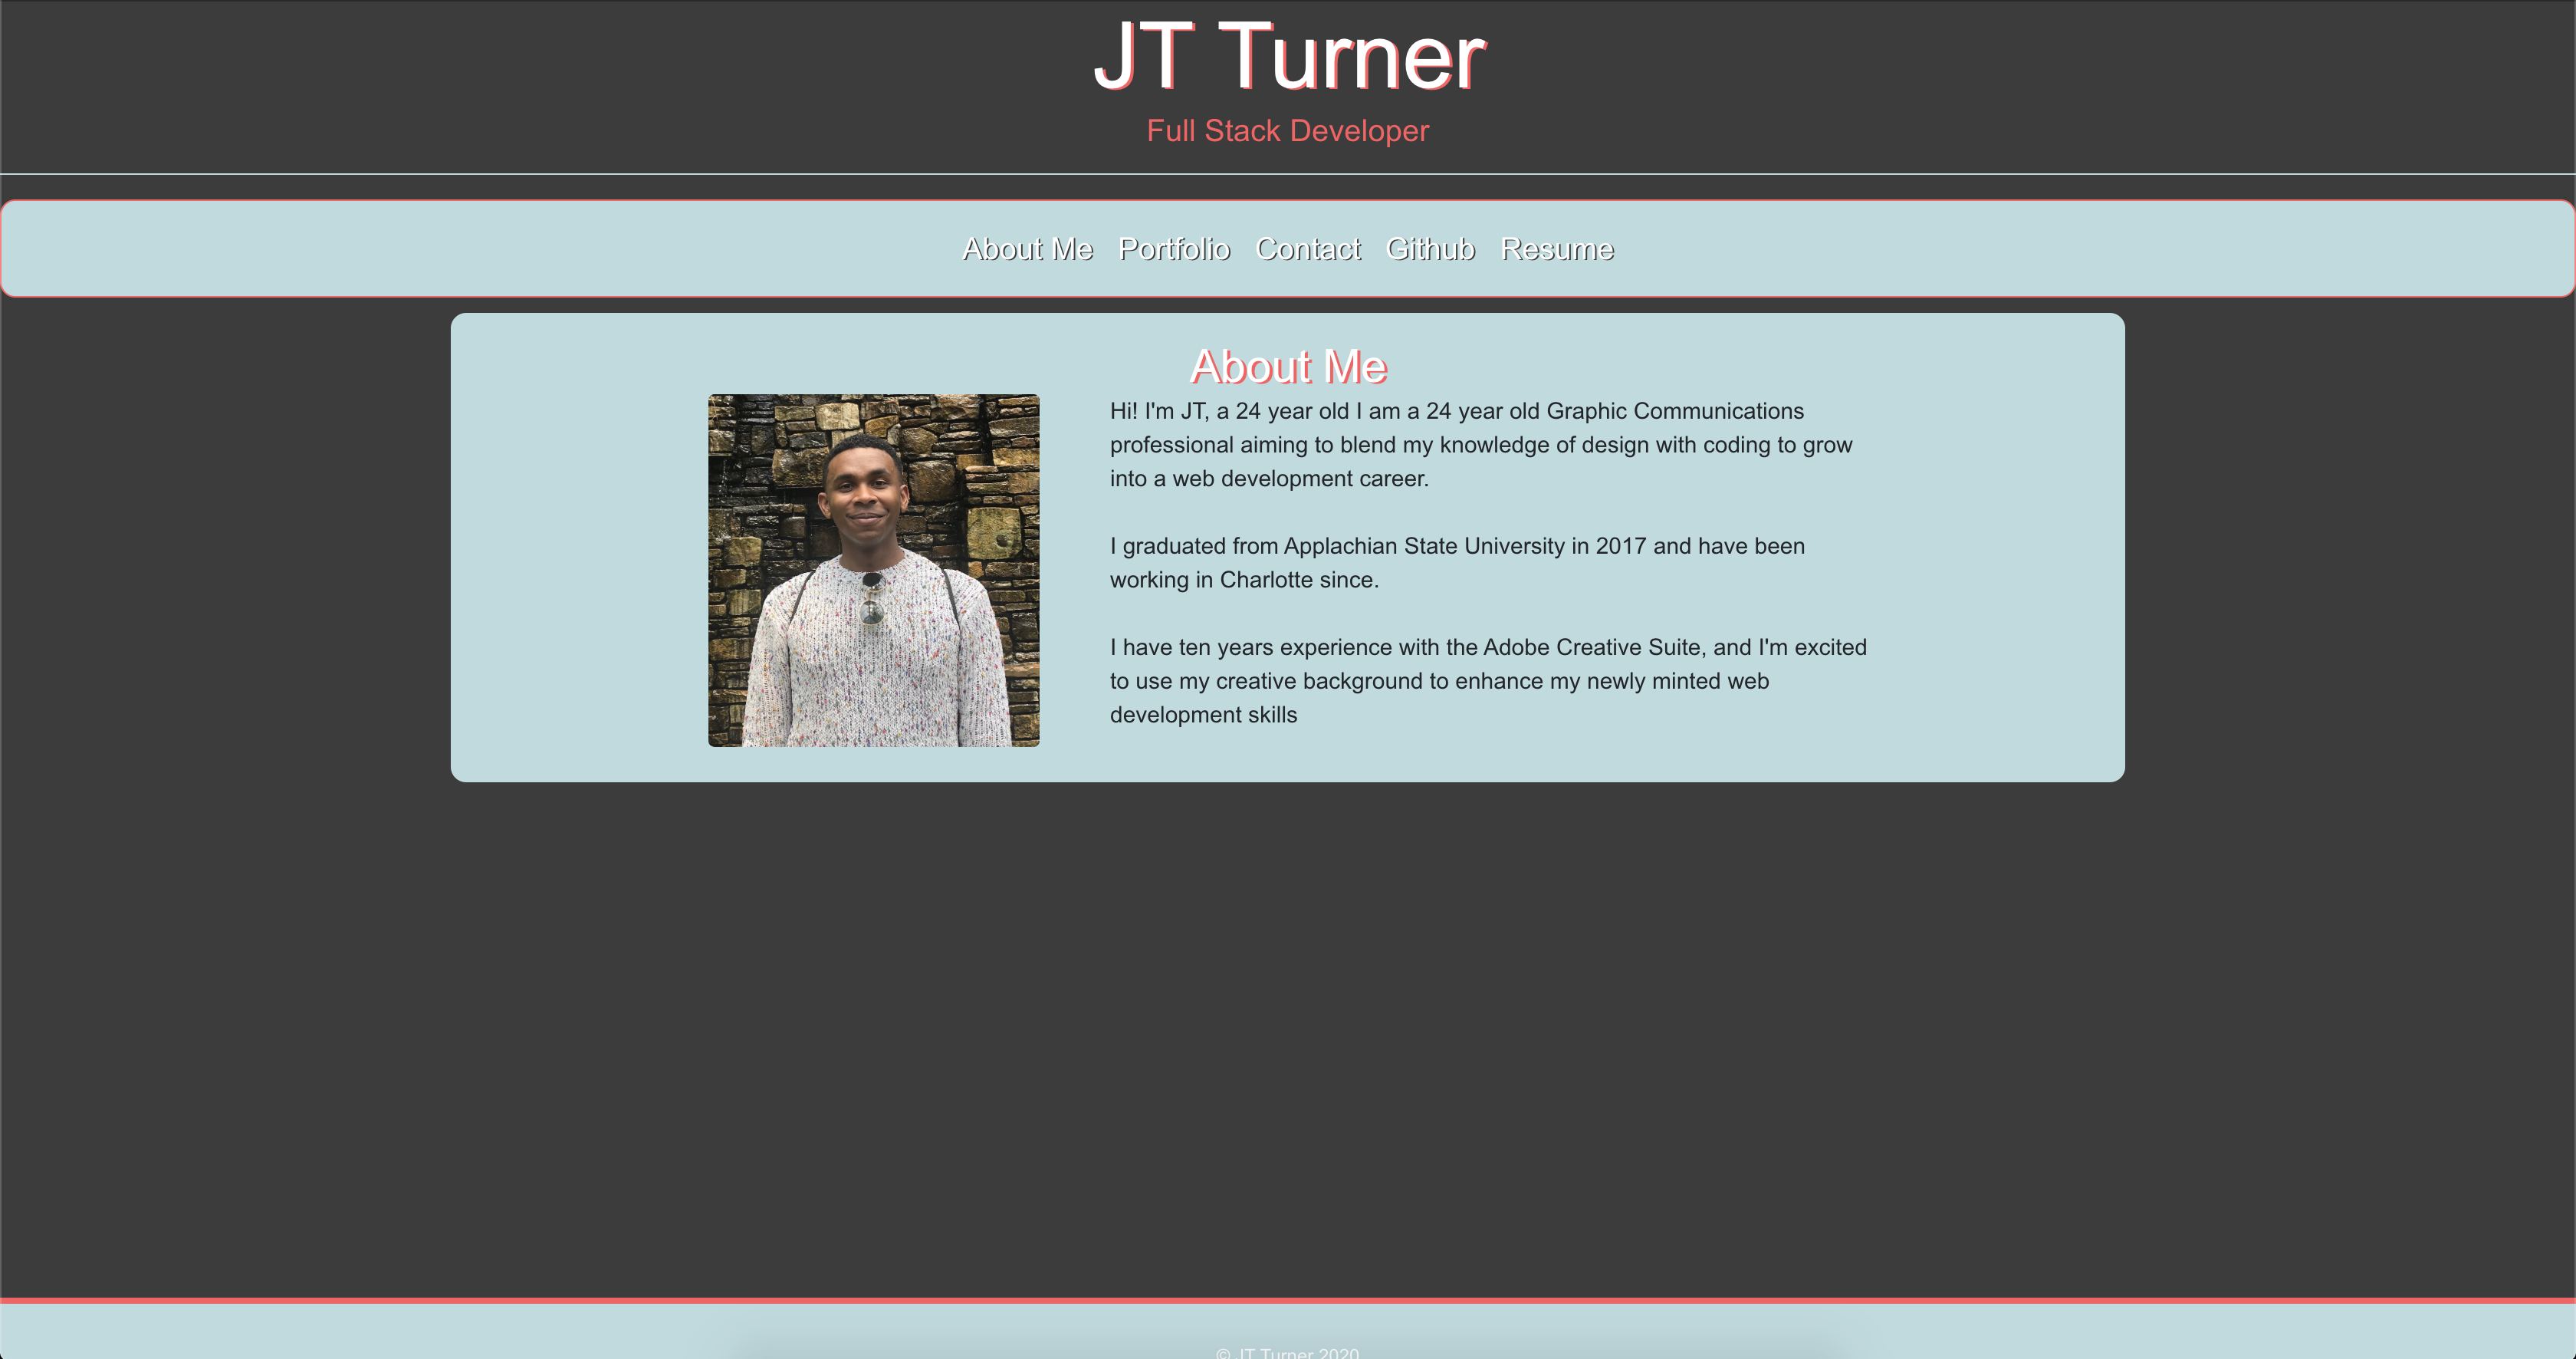 JT Turner
Full Stack Developer
About Me Portfolio Contact Github Resume
About Me
Hi! I'm JT, a 24 year old I am a 24 year old Graphic Communications
professional aiming to blend my knowledge of design with coding to grow
into a web development career.
I graduated from Applachian State University in 2017 and have been
working in Charlotte since.
I have ten years experience with the Adobe Creative Suite, and I'm excited
to use my creative background to enhance my newly minted web
development skills
© JT Turner 2020